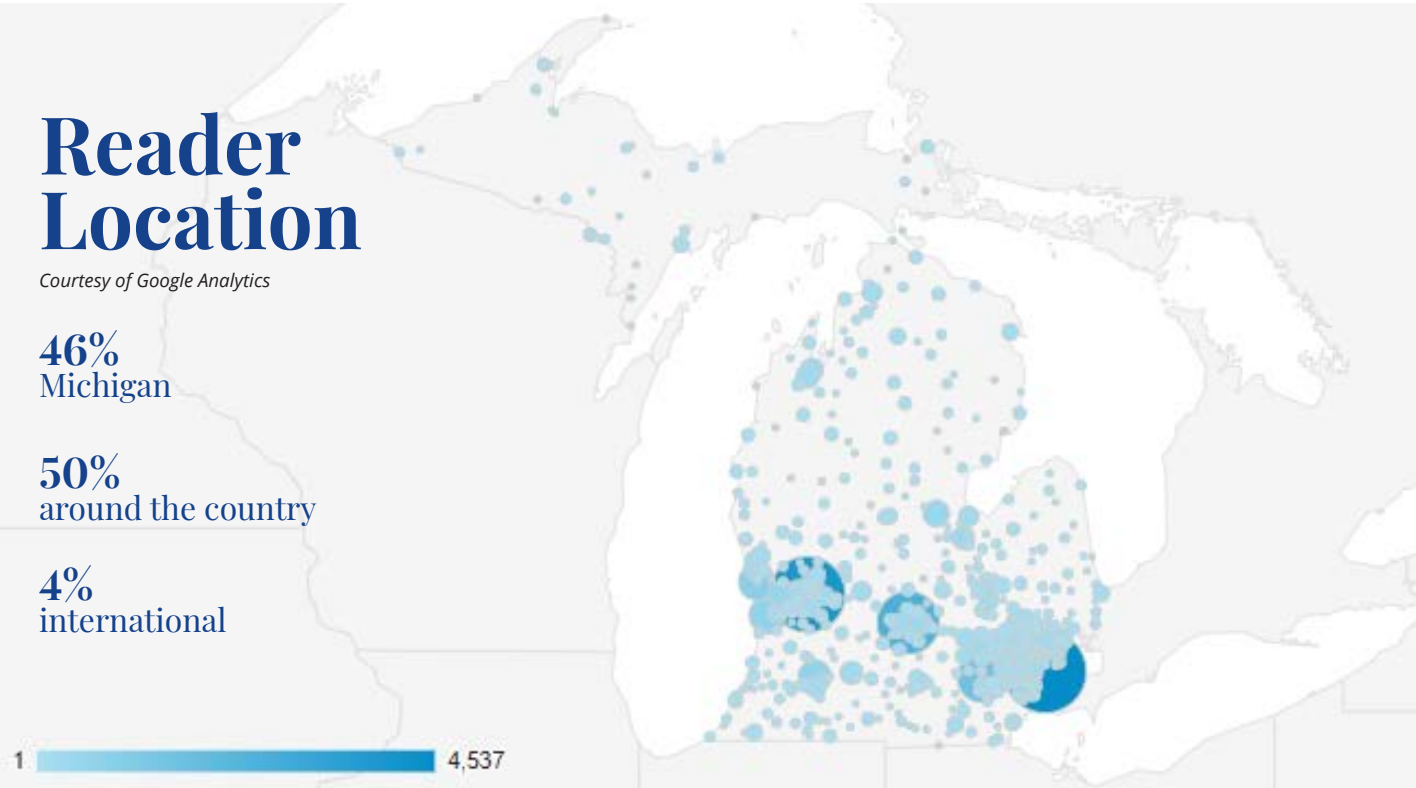 Reader
Location
Courtesy of Google Analytics
46%
Michigan
50%
around the country
4%
international
1
4,537